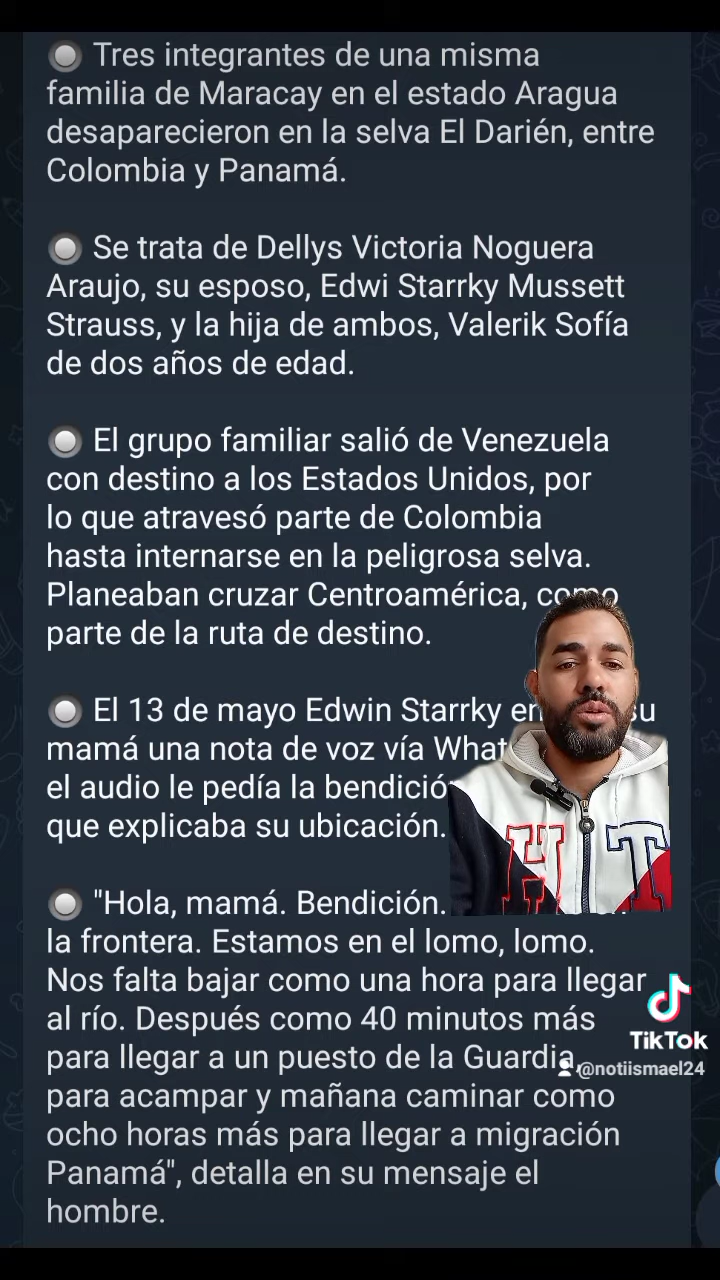 Tres integrantes de una misma
familia de Maracay en el estado Aragua
desaparecieron en la selva El Darién, entre
Colombia y Panamá.
Se trata de Dellys Victoria Noguera
Araujo, su esposo, Edwi Starrky Mussett
Strauss, y la hija de ambos, Valerik Sofía
de dos años de edad.
El grupo familiar salió de Venezuela
con destino a los Estados Unidos, por
lo que atravesó parte de Colombia
hasta internarse en la peligrosa selva.
Planeaban cruzar Centroamérica, como
parte de la ruta de destino.
El 13 de mayo Edwin Starrky su
mamá una nota de voz vía
el audio le pedía la
que explicaba su ubicación.
"Hola, mamá. Bendición.
la frontera. Estamos en el lomo, lomo.
Nos falta bajar como una hora para llegar
al río. Después como 40 minutos más
para llegar a un puesto de la Guardia,
para acampar y mañana caminar como
ocho horas más para llegar a migración
Panamá", detalla en su mensaje el
hombre.
H T
TikTok
@notiismael24